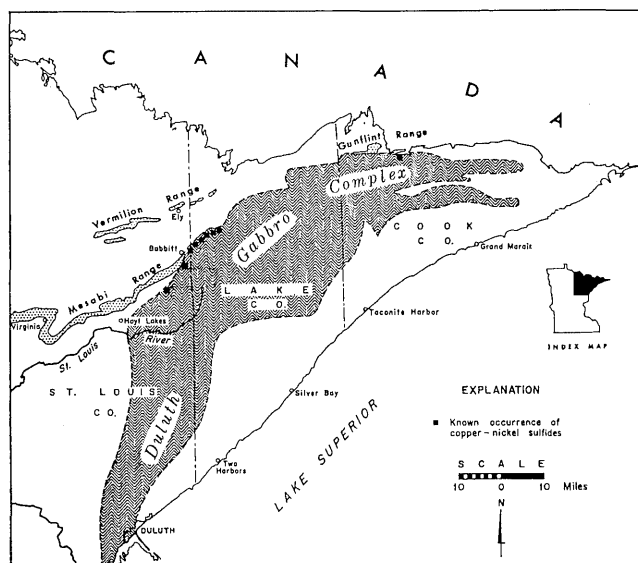 C A N A D A
Gunflint Range
Complex
Vermilion Range
Ely
Gabbro
Babbitt
COOK
CO.
Grand Marais
Mesabi Range
LAKE
CO.
Taconite Harbor
Virginia
Hoyt Lakes
St. Louis River
INDEX MAP
ST. LOUIS
CO.
Silver Bay
EXPLANATION
Duluth
Known occurrence of
copper-nickel sulfides
LAKE SUPERIOR
Two
Harbors
SCALE
10 0 10 Miles
N
DULUTH